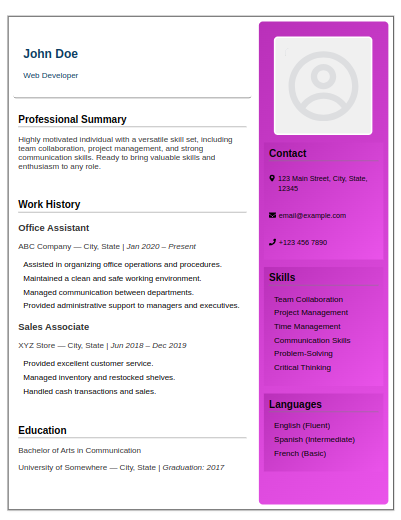 John Doe
Web Developer
Professional Summary
Highly motivated individual with a versatile skill set, including
team collaboration, project management, and strong
communication skills. Ready to bring valuable skills and
enthusiasm to any role.
Work History
Office Assistant
ABC Company — City, State | Jan 2020 – Present
Assisted in organizing office operations and procedures.
Maintained a clean and safe working environment.
Managed communication between departments.
Provided administrative support to managers and executives.
Sales Associate
XYZ Store — City, State | Jun 2018 – Dec 2019
Provided excellent customer service.
Managed inventory and restocked shelves.
Handled cash transactions and sales.
Education
Bachelor of Arts in Communication
University of Somewhere — City, State | Graduation: 2017
Contact
123 Main Street, City, State,
12345
email@example.com
+123 456 7890
Skills
Team Collaboration
Project Management
Time Management
Communication Skills
Problem-Solving
Critical Thinking
Languages
English (Fluent)
Spanish (Intermediate)
French (Basic)